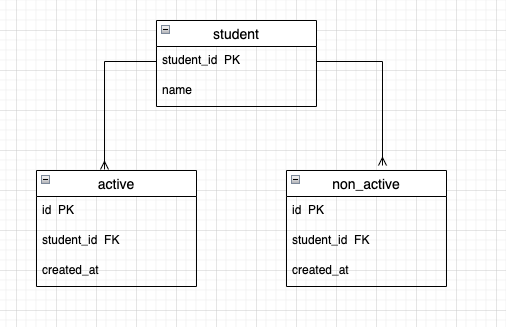 student
student_id PK
name
active
id PK
student_id FK
created_at
non_active
id PK
student_id FK
created_at